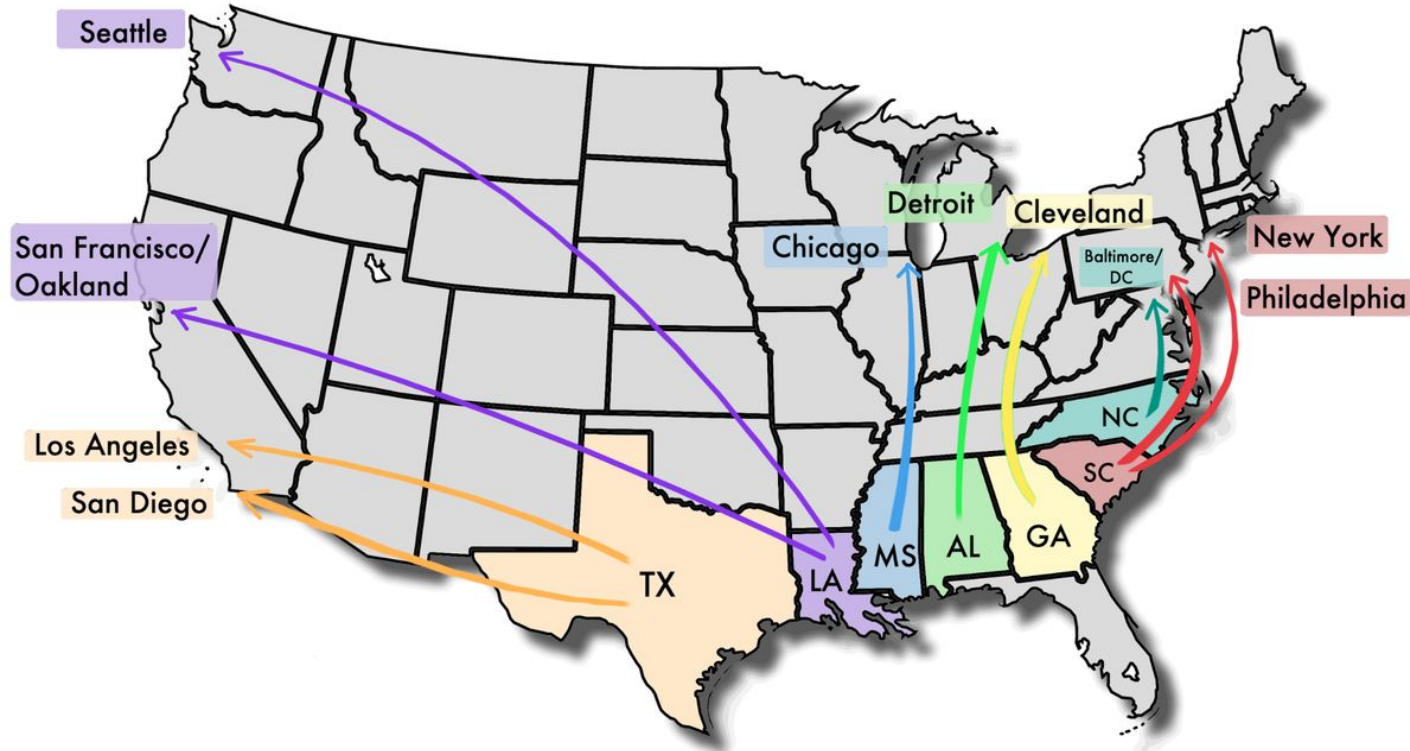 Seattle
San Francisco/
Oakland
Los Angeles
San Diego
Chicago
Detroit
Cleveland
Baltimore/
DC
New York
Philadelphia
NC
SC
TX
LA
MS
AL
GA